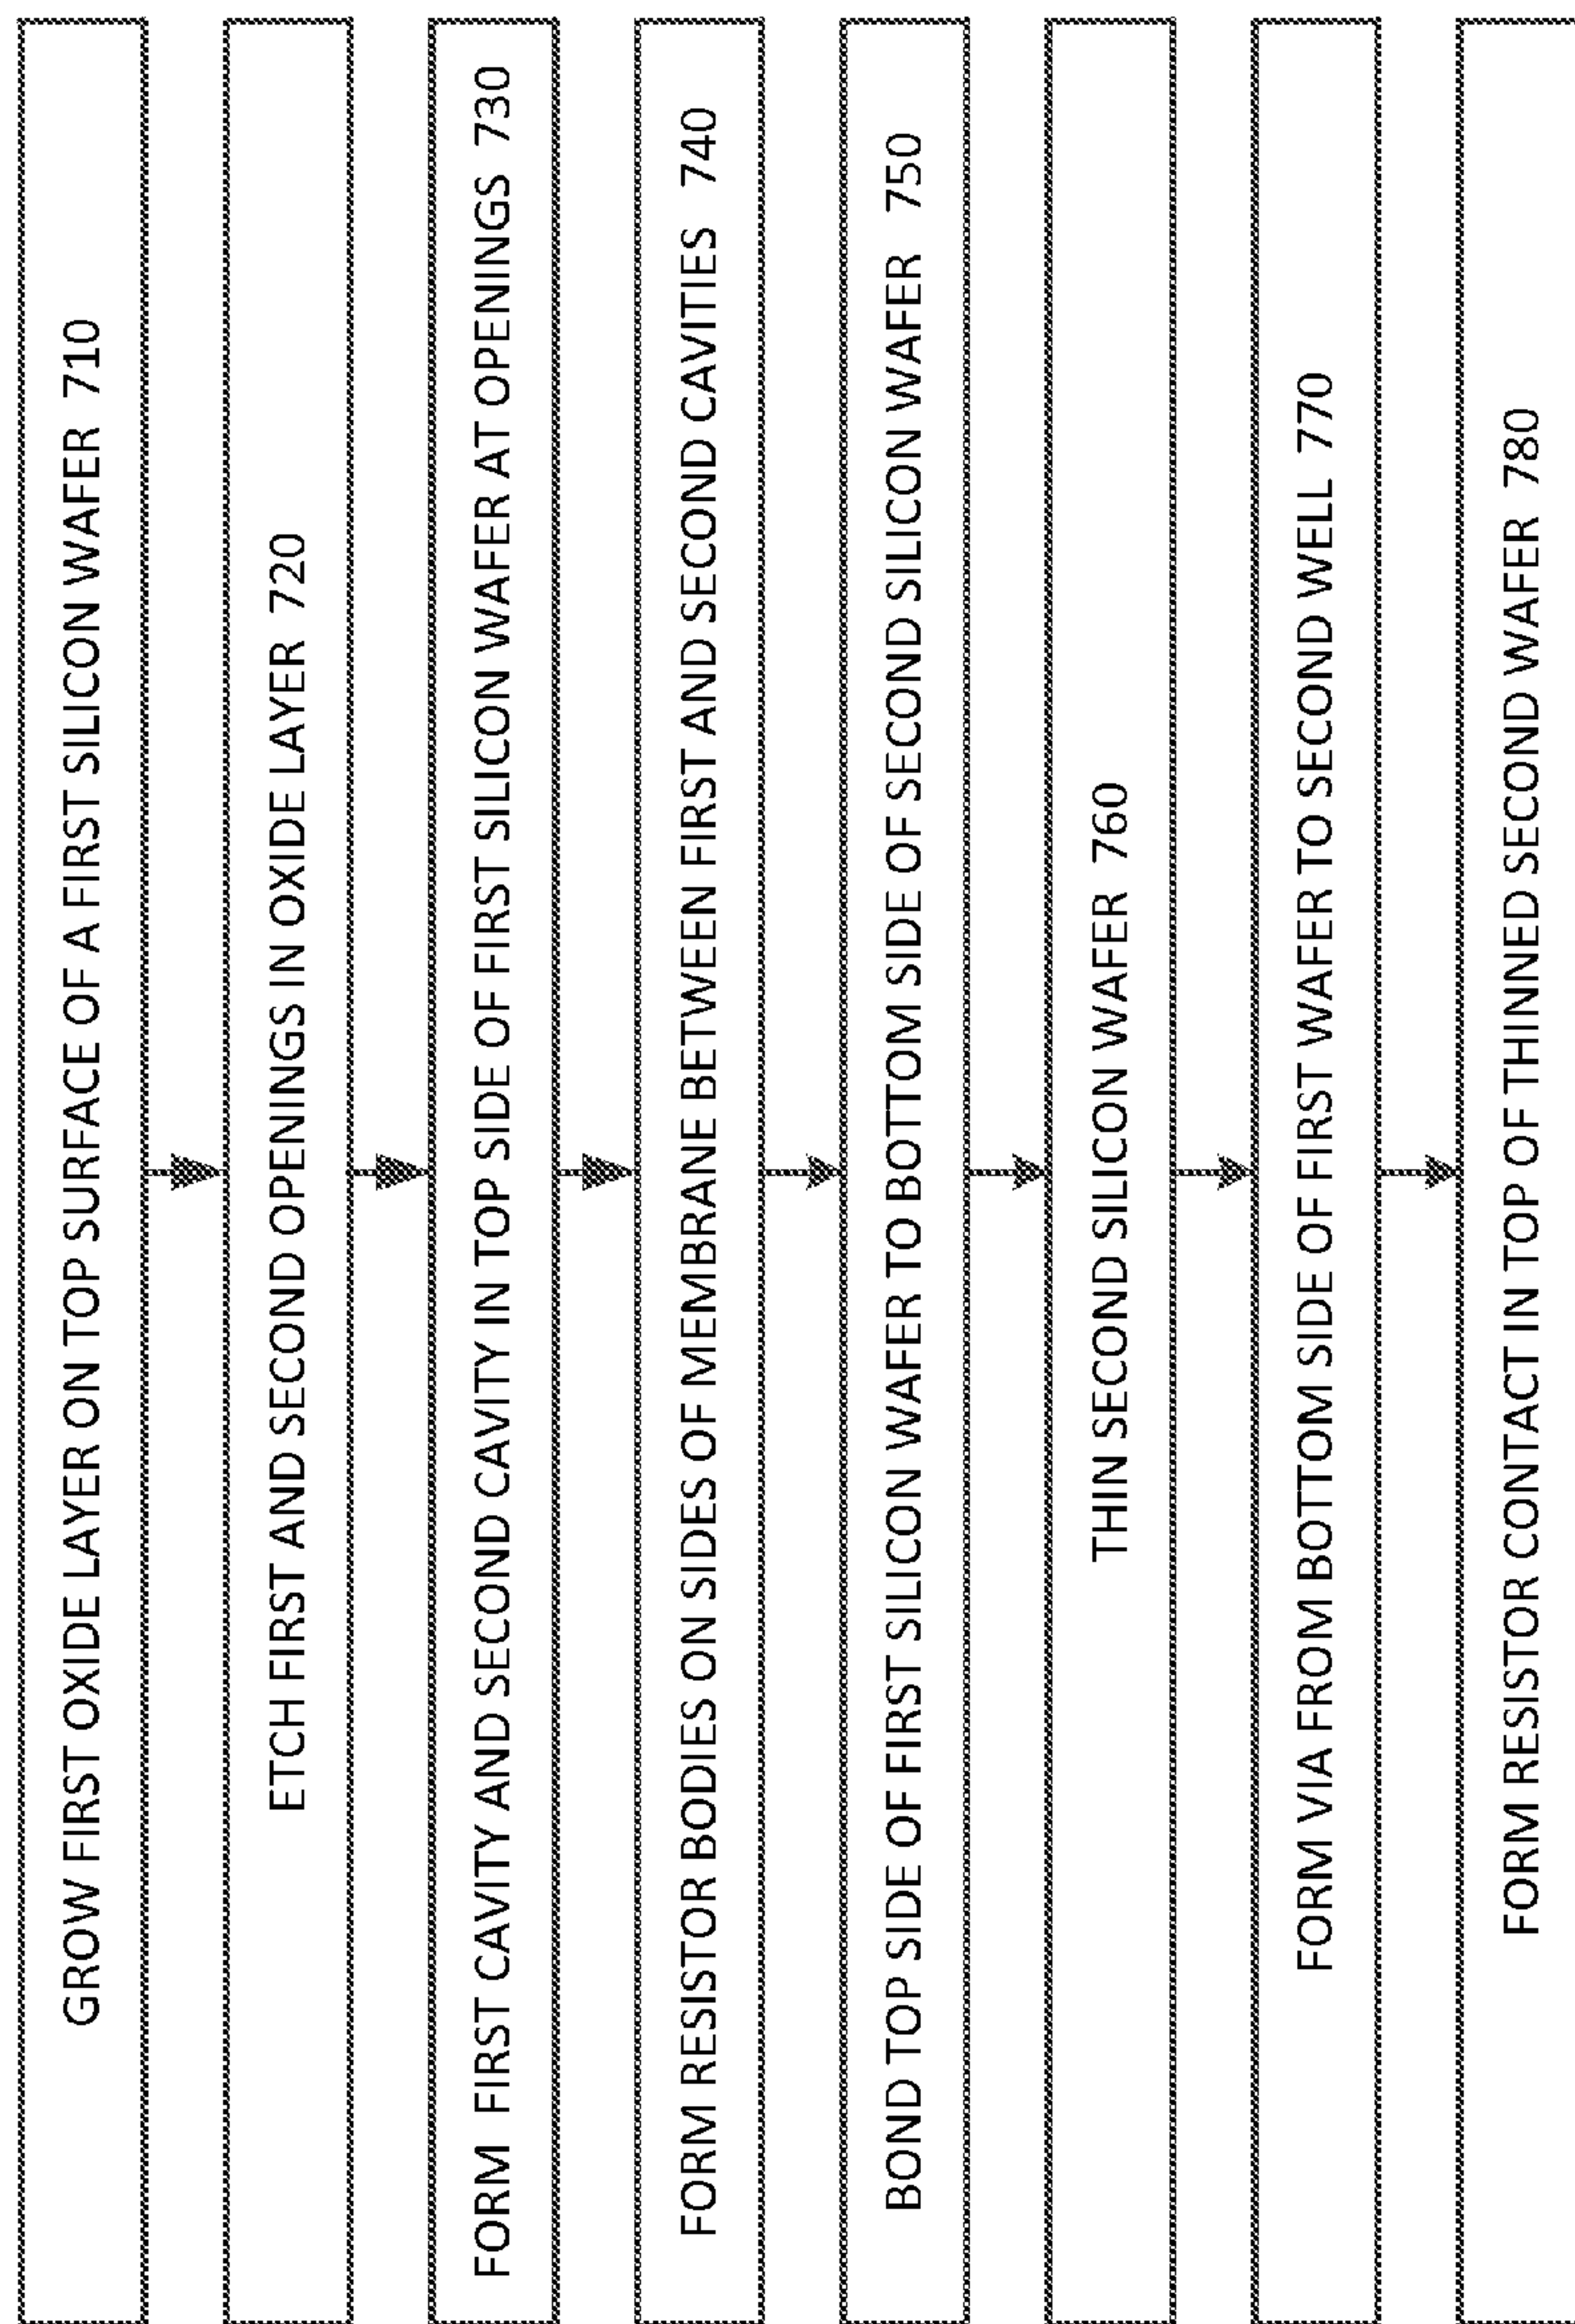 GROW FIRST OXIDE LAYER ON TOP SURFACE OF A FIRST SILICON WAFER 710
ETCH FIRST AND SECOND OPENINGS IN OXIDE LAYER 720
FORM FIRST CAVITY AND SECOND CAVITY IN TOP SIDE OF FIRST SILICON WAFER AT OPENINGS 730
FORM RESISTOR BODIES ON SIDES OF MEMBRANE BETWEEN FIRST AND SECOND CAVITIES 740
BOND TOP SIDE OF FIRST SILICON WAFER TO BOTTOM SIDE OF SECOND SILICON WAFER 750
THIN SECOND SILICON WAFER 760
FORM VIA FROM BOTTOM SIDE OF FIRST WAFER TO SECOND WELL 770
FORM RESISTOR CONTACT IN TOP OF THINNED SECOND WAFER 780